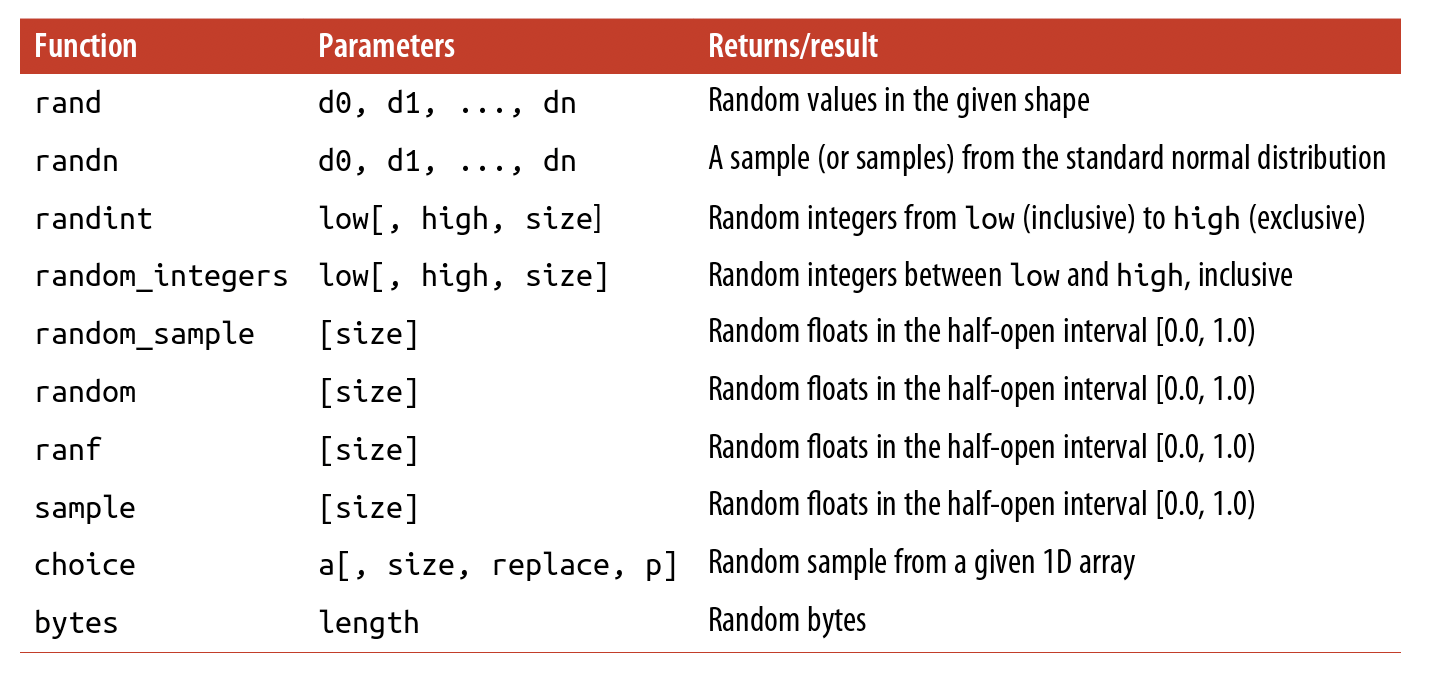 Function Parameters Returns/result
rand d0, d1, ..., dn Random values in the given shape
randn d0, d1, ..., dn A sample (or samples) from the standard normal distribution
randint low[, high, size] Random integers from low (inclusive) to high (exclusive)
random_integers low[, high, size] Random integers between low and high, inclusive
random_sample [size] Random floats in the half-open interval [0.0, 1.0)
random [size] Random floats in the half-open interval [0.0, 1.0)
ranf [size] Random floats in the half-open interval [0.0, 1.0)
sample [size] Random floats in the half-open interval [0.0, 1.0)
choice a[, size, replace, p] Random sample from a given 1D array
bytes length Random bytes